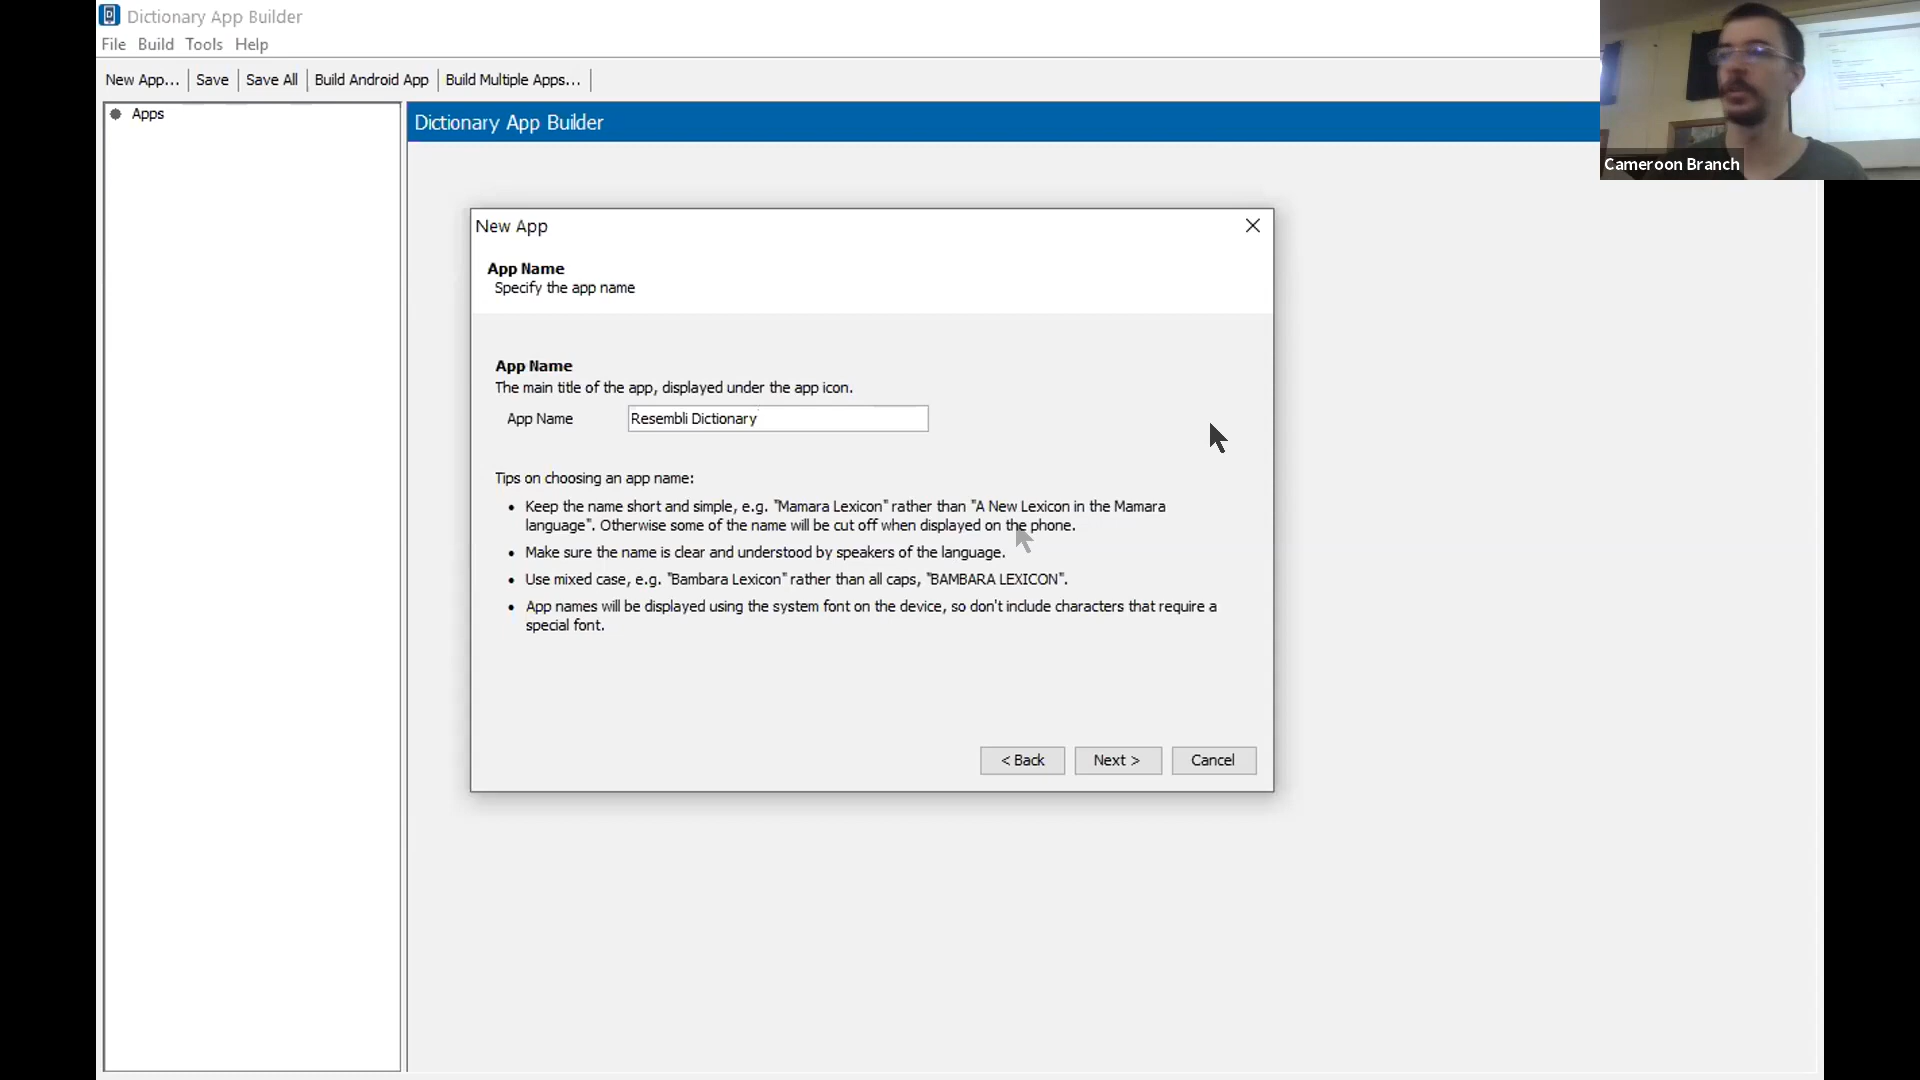 Dictionary App Builder
File Build Tools Help
New App... Save Save All Build Android App Build Multiple Apps...
Apps
Dictionary App Builder
Cameroon Branch
New App
App Name
Specify the app name
App Name
The main title of the app, displayed under the app icon.
App Name Resembli Dictionary
Tips on choosing an app name:
• Keep the name short and simple, e.g. "Mamara Lexicon" rather than "A New Lexicon in the Mamara
language". Otherwise some of the name will be cut off when displayed on the phone.
• Make sure the name is clear and understood by speakers of the language.
• Use mixed case, e.g. "Bambara Lexicon" rather than all caps, "BAMBARA LEXICON".
• App names will be displayed using the system font on the device, so don't include characters that require a
special font.
< Back Next > Cancel